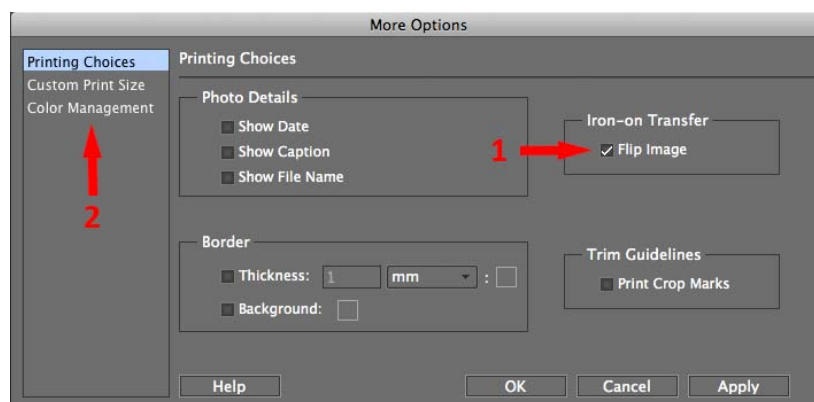 More Options
Printing Choices
Custom Print Size
Color Management
2
Printing Choices
Photo Details
Show Date
Show Caption
Show File Name
1
Iron-on Transfer
Flip Image
Border
Thickness: 1 mm :
Background:
Trim Guidelines
Print Crop Marks
Help OK Cancel Apply